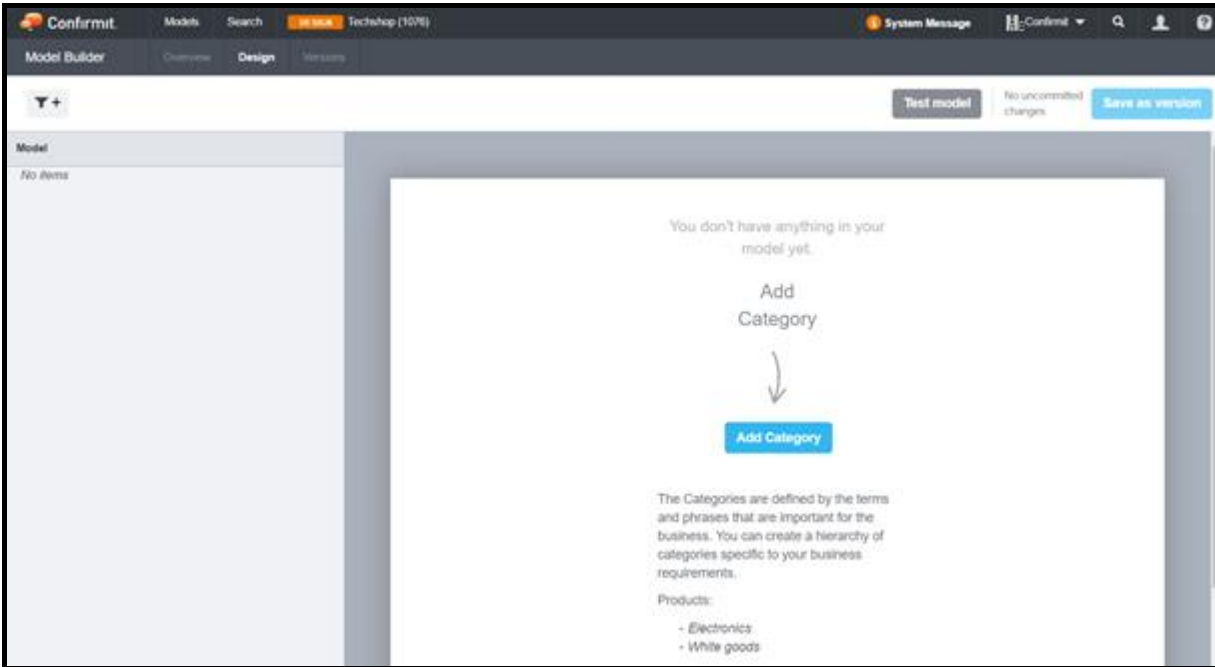 Confirmit. Models Search DESIGN Techshop (1076) System Message Confirmit
Model Builder Overview Design Versions
Test model No uncommitted changes Save as version
Model
No items
You don't have anything in your
model yet.
Add
Category
Add Category
The Categories are defined by the terms
and phrases that are important for the
business. You can create a hierarchy of
categories specific to your business
requirements.
Products:
- Electronics
- White goods